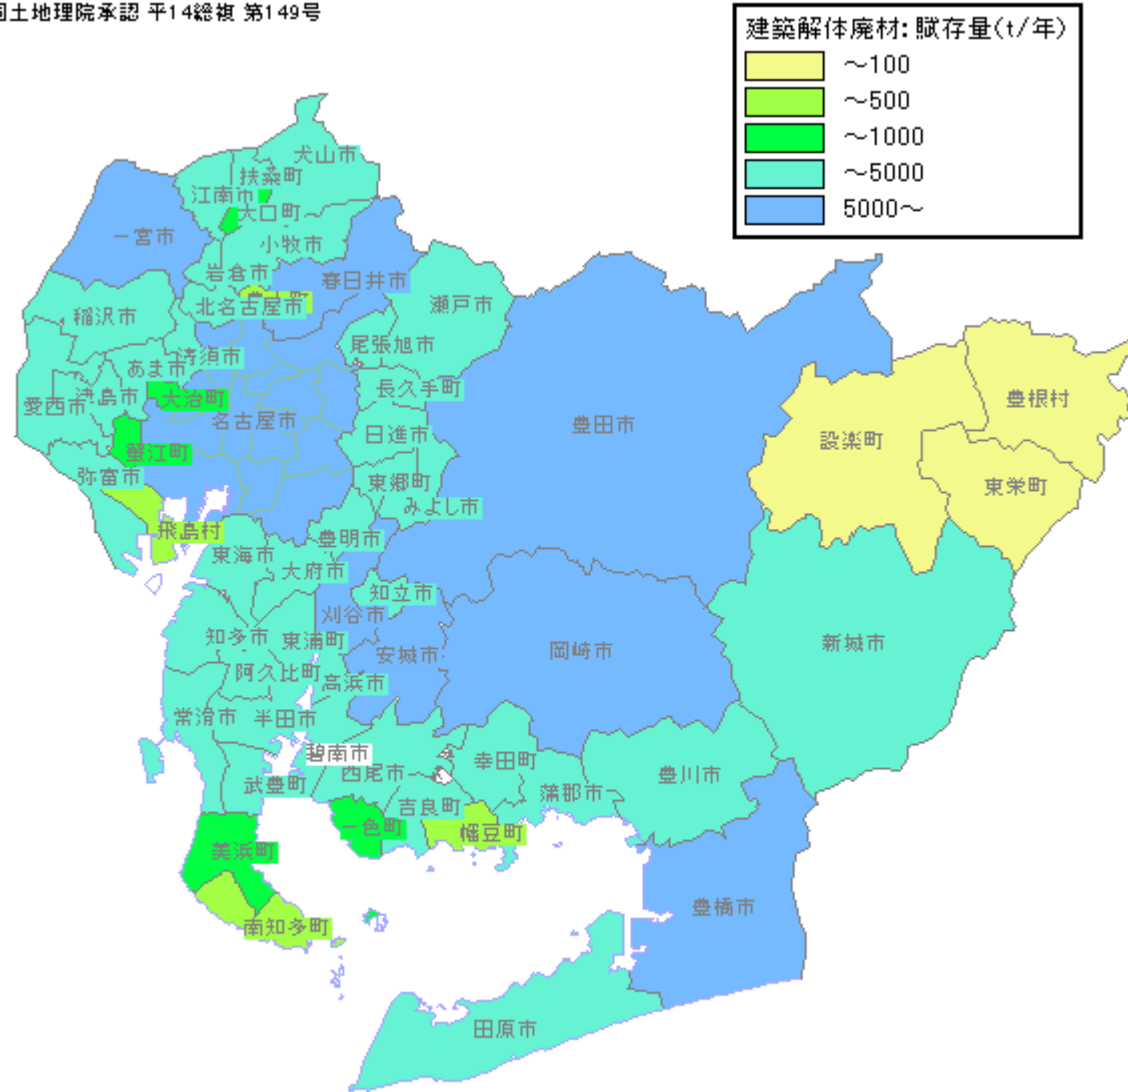 国土地理院承認 平14総複 第149号
建築解体廃材: 賦存量(t/年)
～100
～500
～1000
～5000
5000～
犬山市
扶桑町
江南市
大口町
一宮市
小牧市
岩倉市
春日井市
北名古屋市
瀬戸市
稲沢市
尾張旭市
清須市
あま市
長久手町
津島市
大治町
愛西市
名古屋市
豊田市
日進市
設楽町
豊根村
蟹江町
弥富市
東郷町
東栄町
みよし市
飛島村
豊明市
東海市
大府市
知立市
刈谷市
知多市
東浦町
安城市
岡崎市
新城市
阿久比町
高浜市
常滑市
半田市
碧南市
幸田町
西尾市
豊川市
武豊町
蒲郡市
吉良町
一色町
幡豆町
美浜町
豊橋市
南知多町
田原市